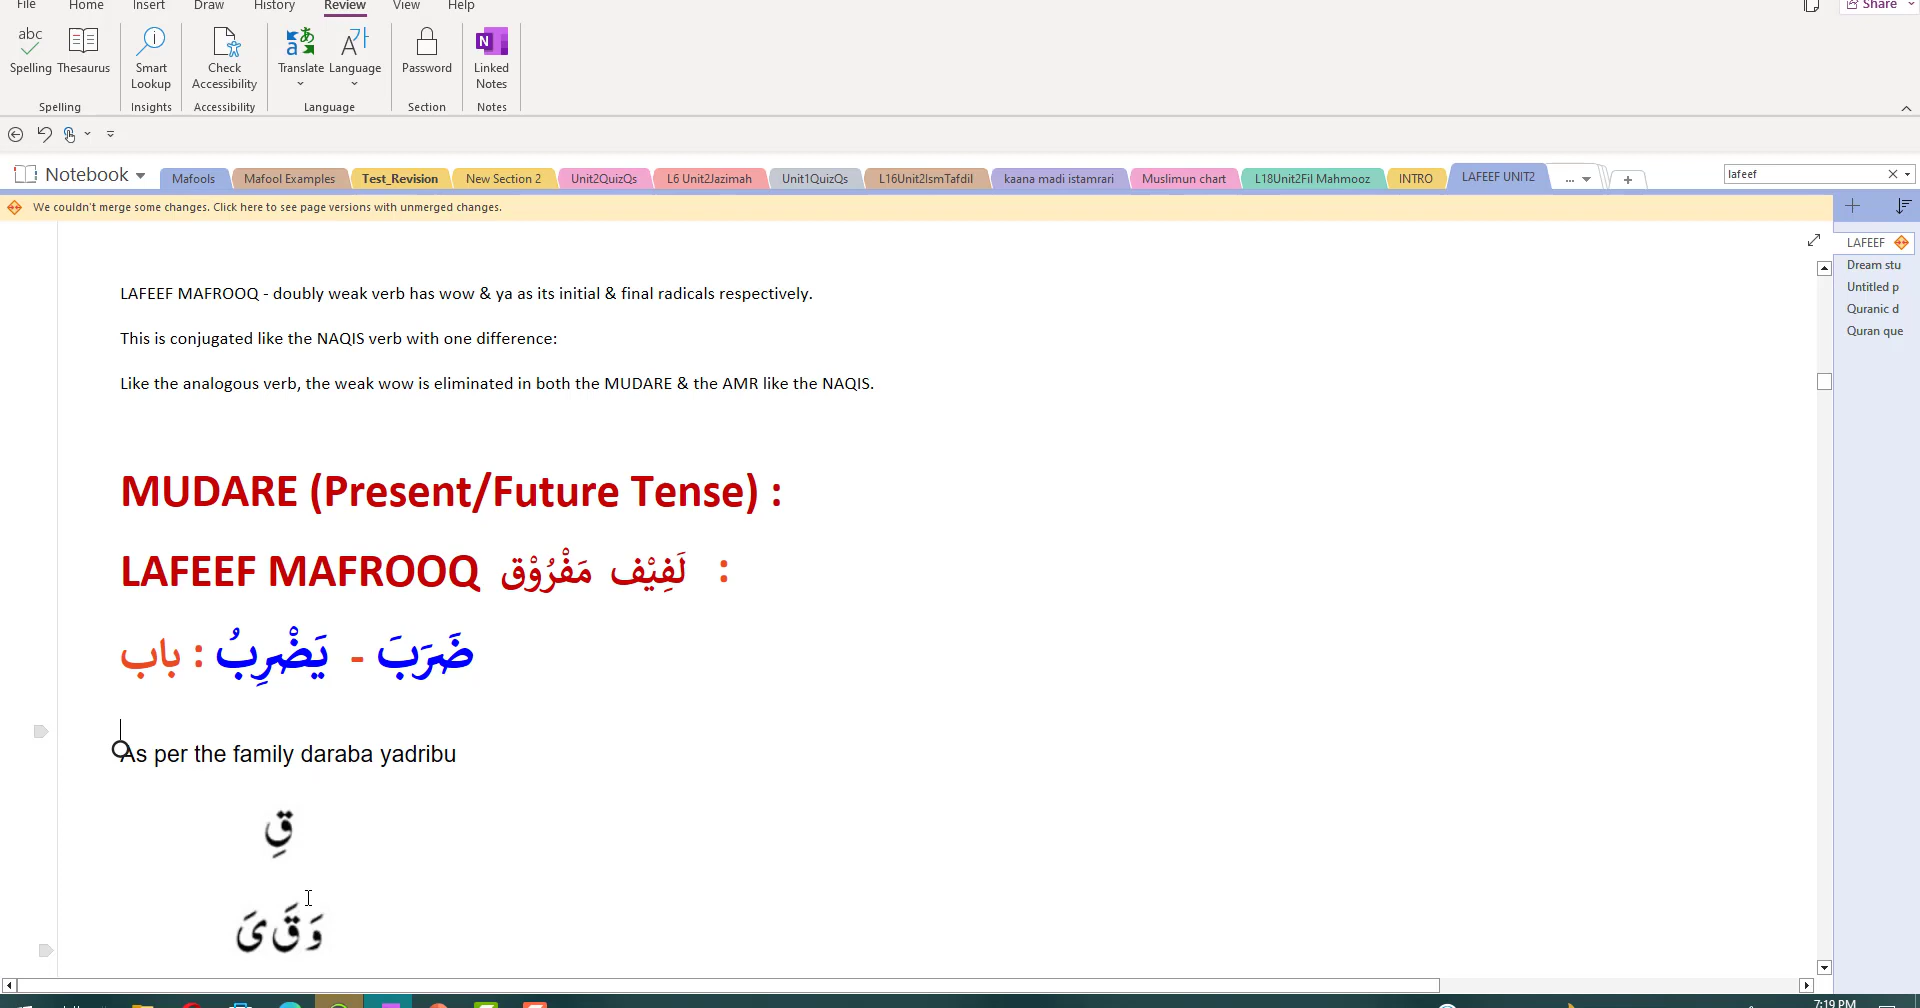 File Home Insert Draw History Review View Help Share
abc
Spelling Thesaurus Smart Lookup Check Accessibility Translate Language Password Linked Notes
Spelling Insights Accessibility Language Section Notes
Notebook Mafools Mafool Examples Test_Revision New Section 2 Unit2QuizQs L6 Unit2Jazimah Unit1QuizQs L16Unit2IsmTafdil kaana madi istamrari Muslimun chart L18Unit2Fil Mahmooz INTRO LAFEEF UNIT2 ... lafeef
We couldn't merge some changes. Click here to see page versions with unmerged changes.
LAFEEF
Dream stu
Untitled p
Quranic d
Quran que
LAFEEF MAFROOQ - doubly weak verb has wow & ya as its initial & final radicals respectively.
This is conjugated like the NAQIS verb with one difference:
Like the analogous verb, the weak wow is eliminated in both the MUDARE & the AMR like the NAQIS.
MUDARE (Present/Future Tense) :
LAFEEF MAFROOQ لَفِيْف مَفْرُوْق :
ضَرَبَ - يَضْرِبُ : باب
As per the family daraba yadribu
قِ
وَقَىَ
7:19 PM